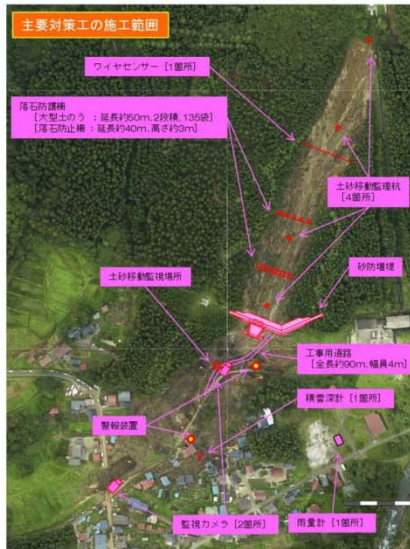 主要対策工の施工範囲
ワイヤセンサー［1箇所］
落石防護柵
［大型土のう ：延長約50m、2段積、135袋］
［落石防止柵 ：延長約40m、高さ約3m］
土砂移動監理杭
［4箇所］
砂防堰堤
土砂移動監視場所
工事用道路
［全長約90m、幅員4m］
積雪深計［1箇所］
警報装置
監視カメラ［2箇所］
雨量計［1箇所］